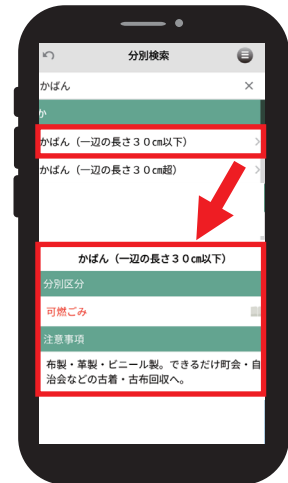 分別検索
かばん
か
かばん（一辺の長さ３０㎝以下）
かばん（一辺の長さ３０㎝超）
かばん（一辺の長さ３０㎝以下）
分別区分
可燃ごみ
注意事項
布製・革製・ビニール製。できるだけ町会・自
治会などの古着・古布回収へ。